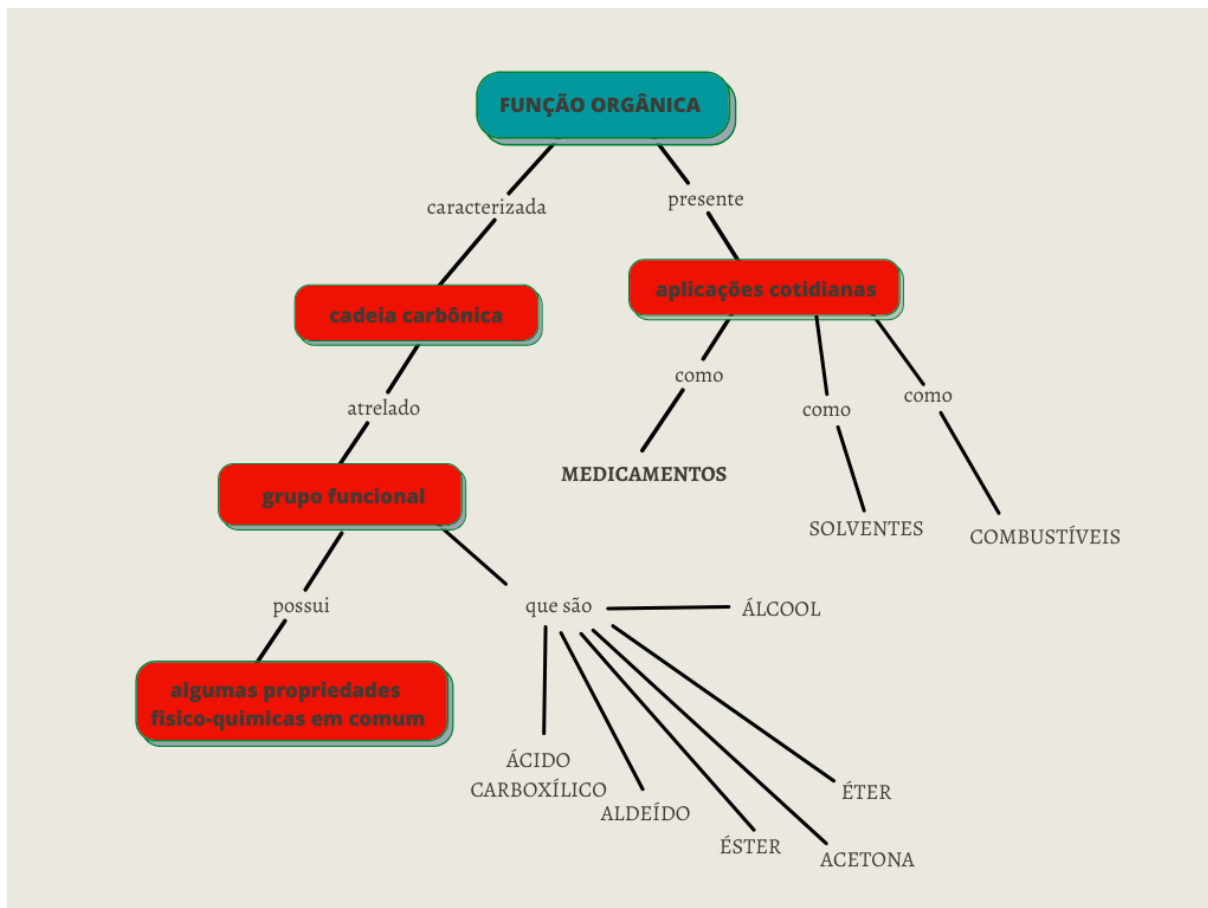 FUNÇÃO ORGÂNICA
caracterizada
presente
cadeia carbônica
aplicações cotidianas
atrelado
como
como
como
grupo funcional
MEDICAMENTOS
SOLVENTES
COMBUSTÍVEIS
possui
que são
ÁLCOOL
algumas propriedades
fisico-quimicas em comum
ÁCIDO
CARBOXÍLICO
ALDEÍDO
ÉSTER
ACETONA
ÉTER